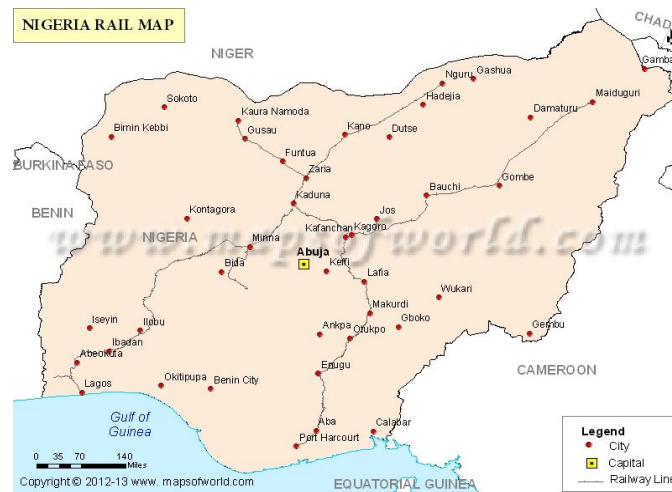 NIGERIA RAIL MAP
CHAD
NIGER
Gamba
Nguru
Gashua
Hadejia
Maiduguri
Sokoto
Kaura Namoda
Damaturu
Birnin Kebbi
Gusau
Kano
Dutse
Funtua
BURKINA FASO
Zaria
Gombe
Bauchi
Kaduna
BENIN
Kontagora
Jos
Kafanchan
Kagoro
NIGERIA
Minna
www.mapsofworld.com
Abuja
Bida
Keffi
Lafia
Wukari
Makurdi
Iseyin
Ilobu
Ankpa
Otukpo
Gboko
Gembu
Ibadan
Abeokuta
Enugu
CAMEROON
Lagos
Okitipupa
Benin City
Gulf of
Guinea
Aba
Calabar
Port Harcourt
Legend
City
Capital
Railway Lin
0 35 70 140
Miles
Copyright © 2012-13 www.mapsofworld.com
EQUATORIAL GUINEA